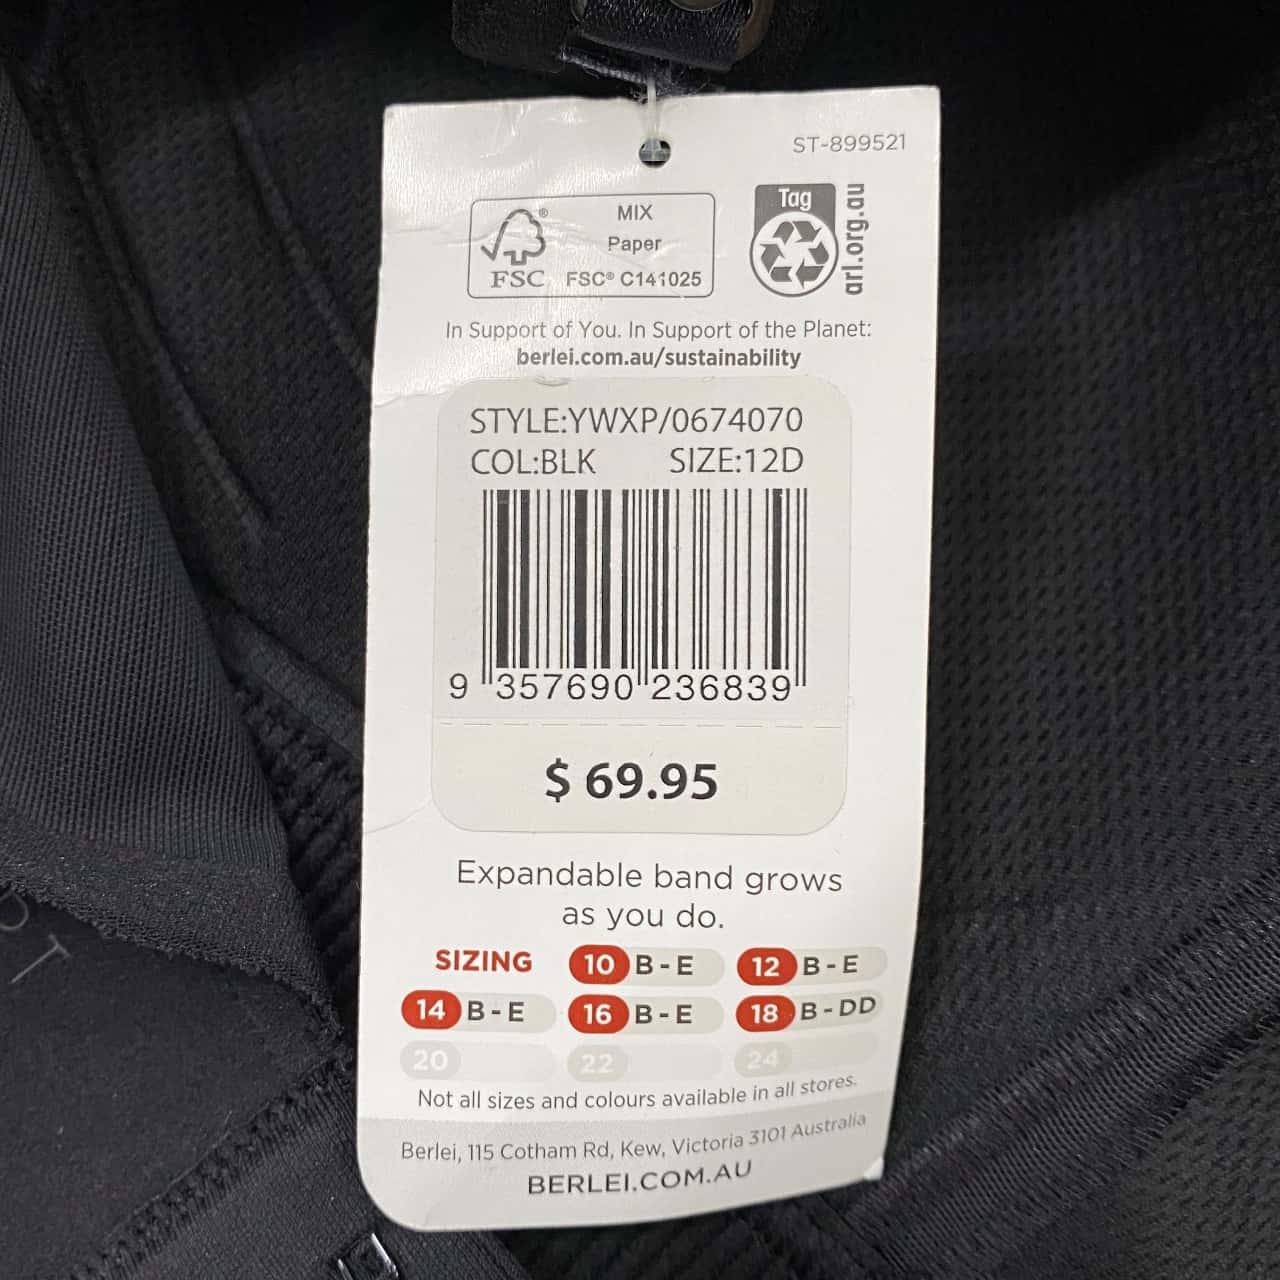 ST-899521
FSC®
MIX
Paper
FSC® C141025
Tag
arl.org.au
In Support of You. In Support of the Planet:
berlei.com.au/sustainability
STYLE:YWXP/0674070
COL:BLK SIZE:12D
9 357690 236839
$ 69.95
Expandable band grows
as you do.
SIZING 10 B - E 12 B - E
14 B - E 16 B - E 18 B - DD
20 22 24
Not all sizes and colours available in all stores.
Berlei, 115 Cotham Rd, Kew, Victoria 3101 Australia
BERLEI.COM.AU